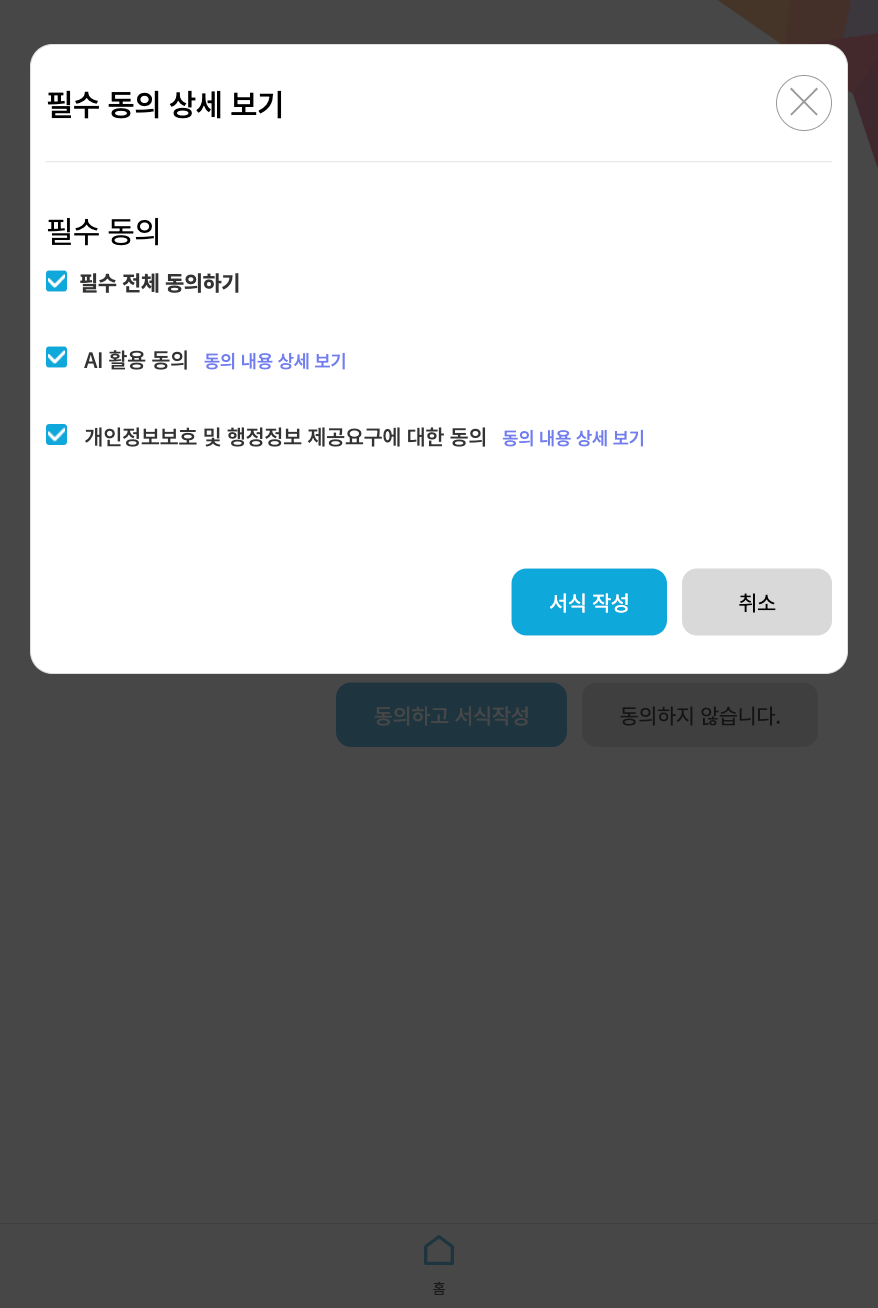 필수 동의 상세 보기
필수 동의
필수 전체 동의하기
AI 활용 동의 동의 내용 상세 보기
개인정보보호 및 행정정보 제공요구에 대한 동의 동의 내용 상세 보기
서식 작성 취소
동의하고 서식작성 동의하지 않습니다.
홈